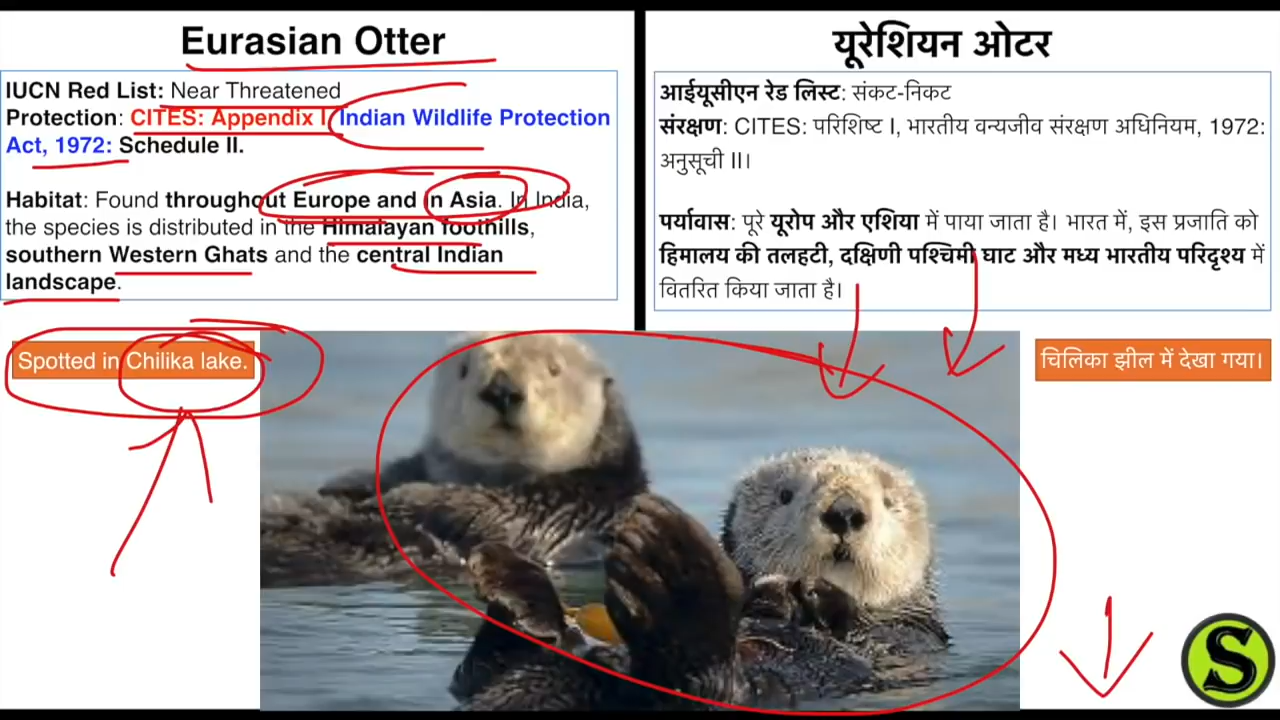 Eurasian Otter
IUCN Red List: Near Threatened
Protection: CITES: Appendix I, Indian Wildlife Protection
Act, 1972: Schedule II.
Habitat: Found throughout Europe and in Asia. In India,
the species is distributed in the Himalayan foothills,
southern Western Ghats and the central Indian
landscape.
Spotted in Chilika lake.
यूरेशियन ओटर
आईयूसीएन रेड लिस्ट: संकट-निकट
संरक्षण: CITES: परिशिष्ट I, भारतीय वन्यजीव संरक्षण अधिनियम, 1972:
अनुसूची II।
पर्यावास: पूरे यूरोप और एशिया में पाया जाता है। भारत में, इस प्रजाति को
हिमालय की तलहटी, दक्षिणी पश्चिमी घाट और मध्य भारतीय परिदृश्य में
वितरित किया जाता है।
चिलिका झील में देखा गया।
S